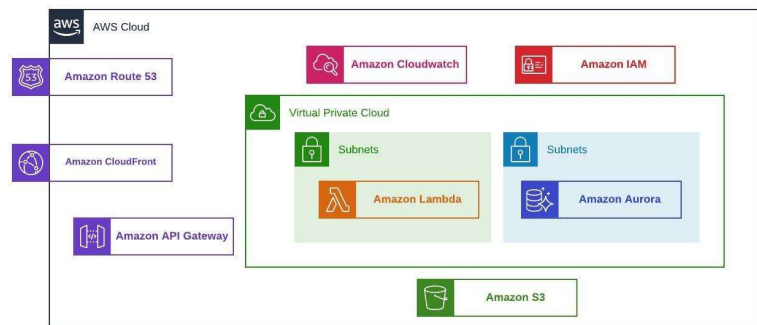 aws
AWS Cloud
53
Amazon Route 53
Amazon Cloudwatch
Amazon IAM
Virtual Private Cloud
Subnets
Subnets
Amazon CloudFront
Amazon Lambda
Amazon Aurora
Amazon API Gateway
</>
Amazon S3